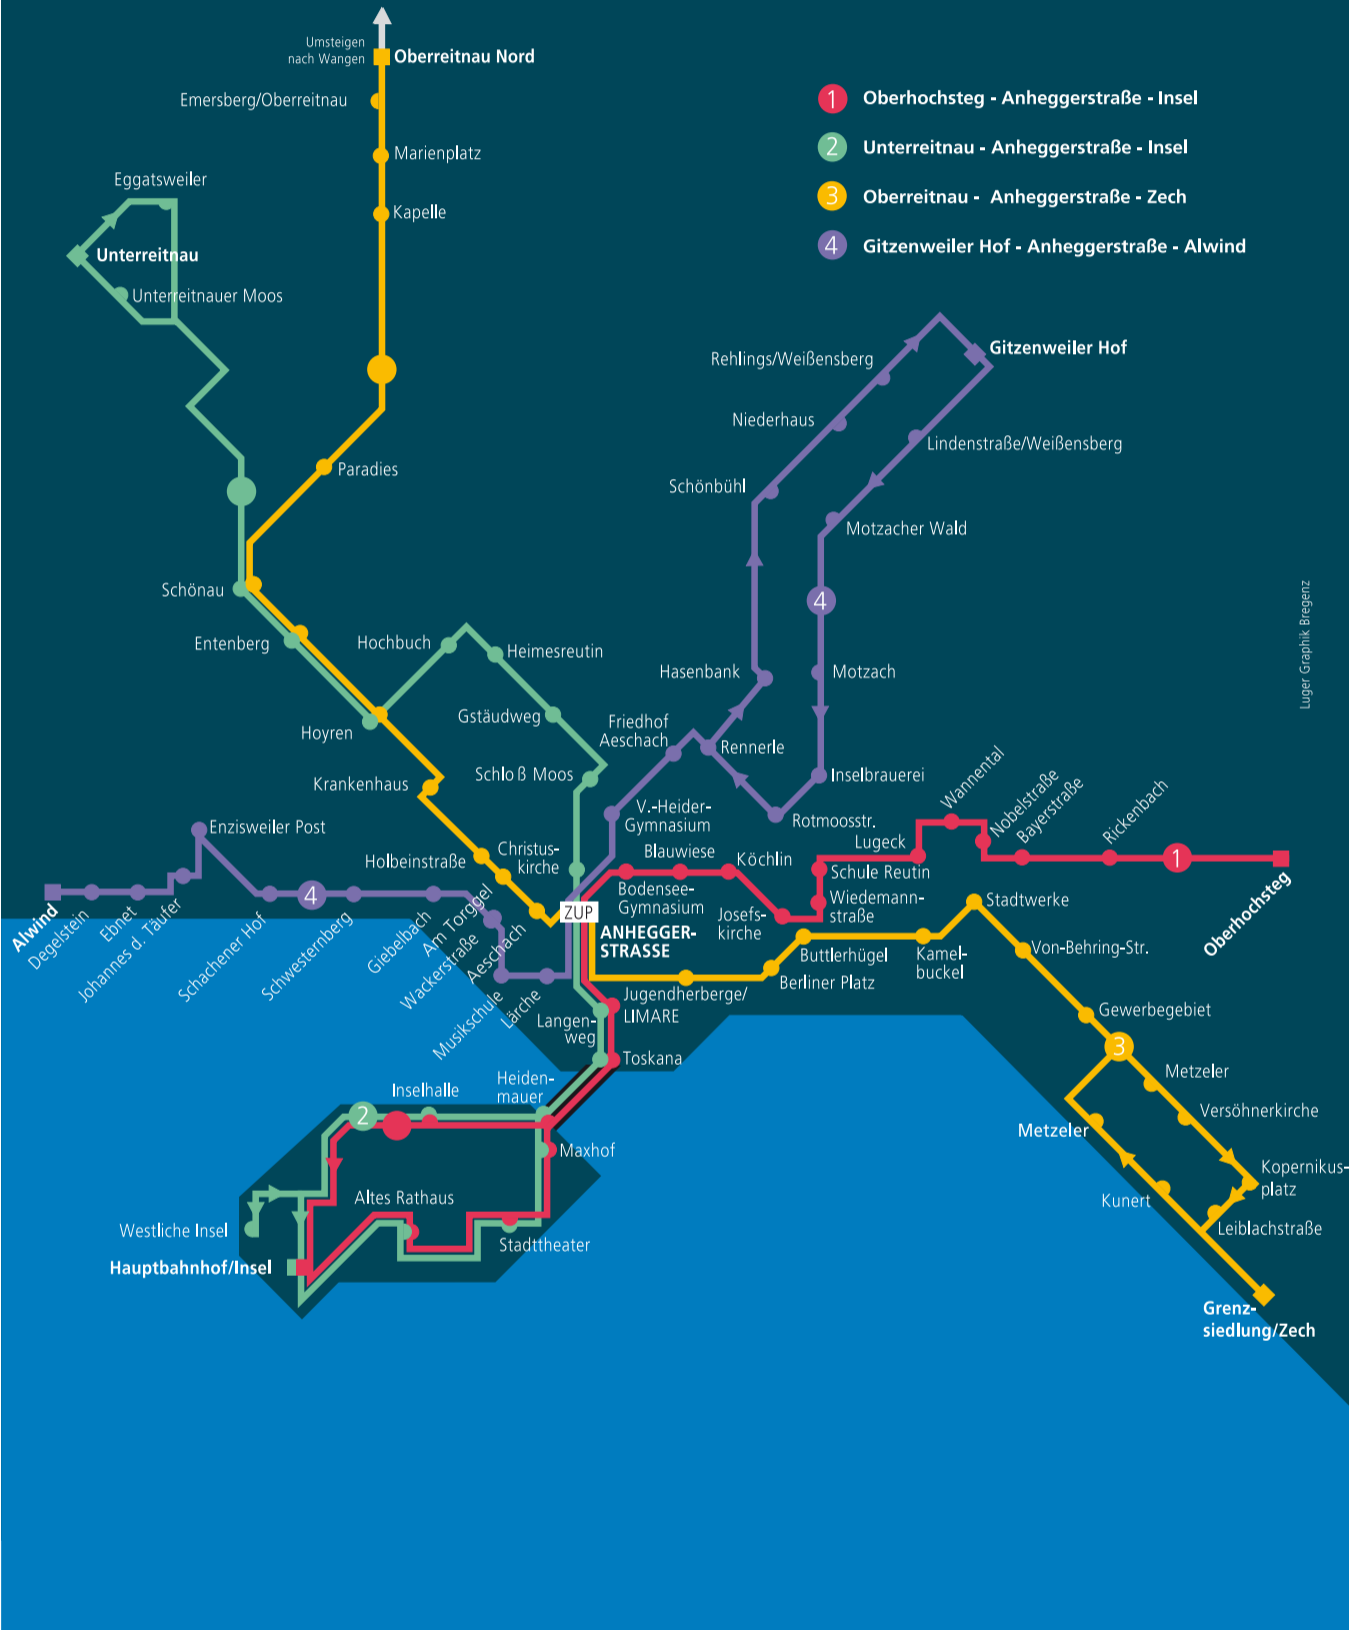 Umsteigen
nach Wangen
Oberreitnau Nord
Emersberg/Oberreitnau
Marienplatz
Kapelle
1 Oberhochsteg - Anheggerstraße - Insel
2 Unterreitnau - Anheggerstraße - Insel
3 Oberreitnau - Anheggerstraße - Zech
4 Gitzenweiler Hof - Anheggerstraße - Alwind
Eggatsweiler
Unterreitnau
Unterreitnauer Moos
Gitzenweiler Hof
Rehlings/Weißensberg
Niederhaus
Lindenstraße/Weißensberg
Paradies
Schönbühl
Motzacher Wald
Schönau
4
Luger Graphik Bregenz
Entenberg
Hochbuch
Heimesreutin
Hasenbank
Motzach
Gstäudweg
Friedhof
Aeschach
Hoyren
Rennerle
Schloß Moos
Inselbrauerei
Krankenhaus
V.-Heider-
Gymnasium
Rotmoosstr.
Wannental
Nobelstraße
Bayerstraße
Rickenbach
Enzisweiler Post
Holbeinstraße
Christus-
kirche
Blauwiese
Köchlin
Lugeck
Schule Reutin
1
Oberhochsteg
Bodensee-
Gymnasium
Josefs-
kirche
Wiedemann-
straße
Stadtwerke
Alwind
Degelstein
Ebnet
Johannes d. Täufer
Schachener Hof
4
Schwesternberg
Giebelbach
Am Torggel
Wackerstraße
Aeschach
Musikschule
Lärche
ZUP
ANHEGGER-
STRASSE
Buttlerhügel
Kamel-
buckel
Von-Behring-Str.
Berliner Platz
Jugendherberge/
LIMARE
Langen-
weg
Gewerbegebiet
3
Toskana
Metzeler
Heiden-
mauer
Inselhalle
2
Versöhnerkirche
Metzeler
Maxhof
Kopernikus-
platz
Altes Rathaus
Kunert
Westliche Insel
Stadttheater
Leiblachstraße
Hauptbahnhof/Insel
Grenz-
siedlung/Zech